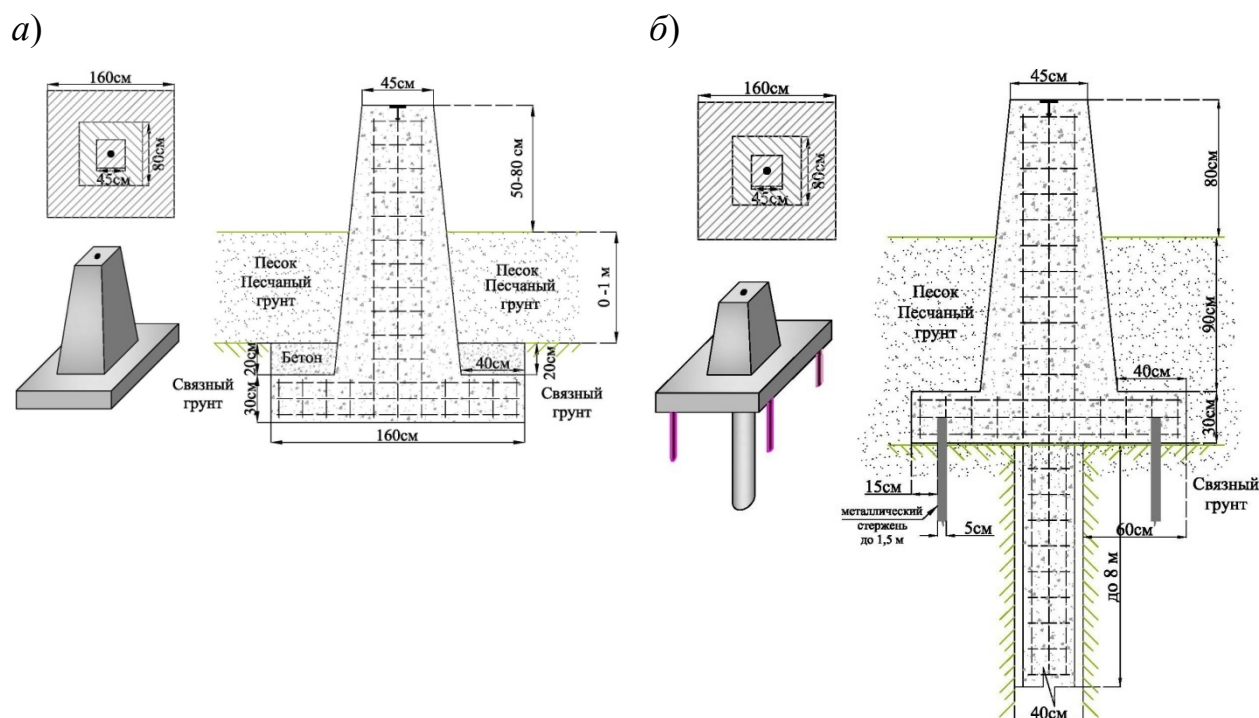 а)
160см
80см
45см
45см
50-80 см
Песок
Песчаный
грунт
Песок
Песчаный
грунт
0 -1 м
Бетон
20см
40см
20см
30см
Связный
грунт
Связный
грунт
160см
б)
160см
80см
45см
45см
80см
Песок
Песчаный
грунт
90см
40см
30см
15см
Связный
грунт
металлический
стержень
до 1,5 м
5см
60см
до 8 м
40см